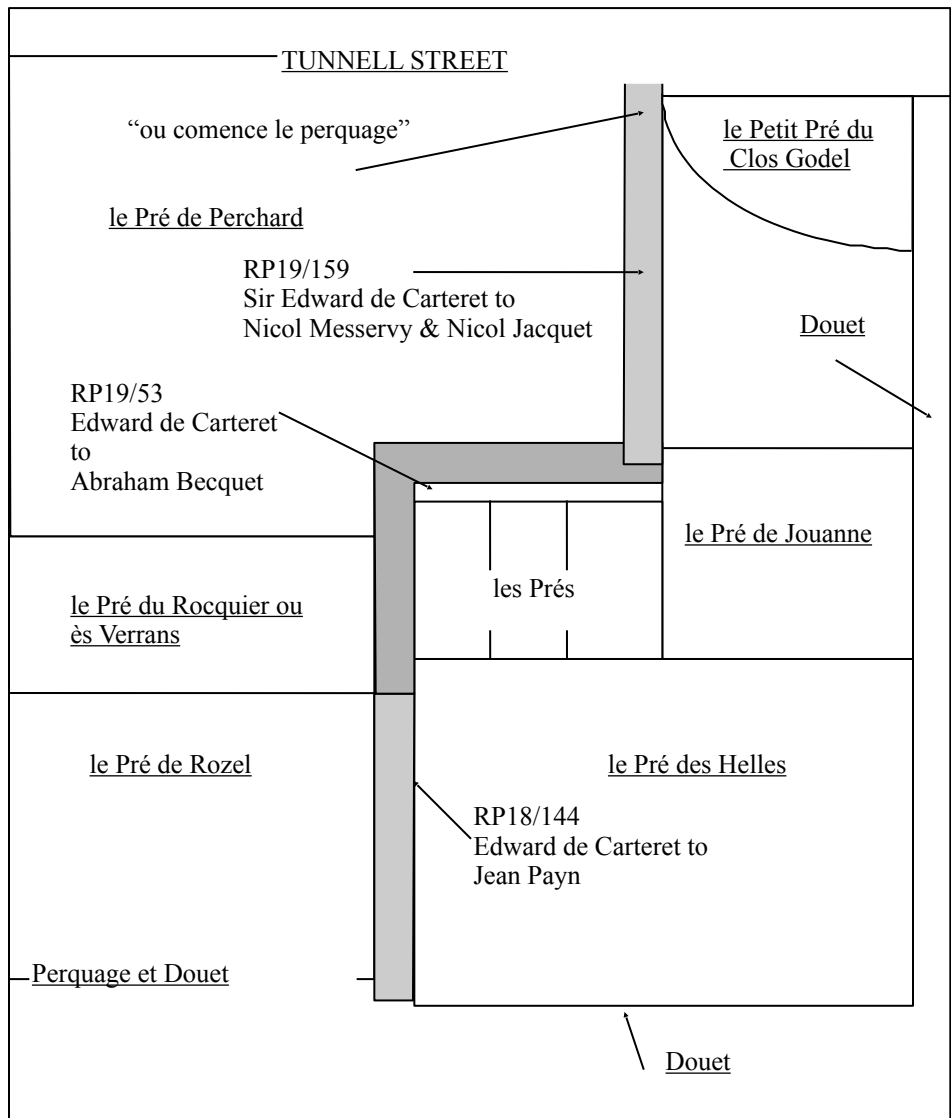 TUNNELL STREET
“ou comence le perquage”
le Petit Pré du
Clos Godel
le Pré de Perchard
RP19/159
Sir Edward de Carteret to
Nicol Messervy & Nicol Jacquet
Douet
RP19/53
Edward de Carteret
to
Abraham Becquet
le Pré de Jouanne
les Prés
le Pré du Rocquier ou
ès Verrans
le Pré de Rozel
le Pré des Helles
RP18/144
Edward de Carteret to
Jean Payn
Perquage et Douet
Douet